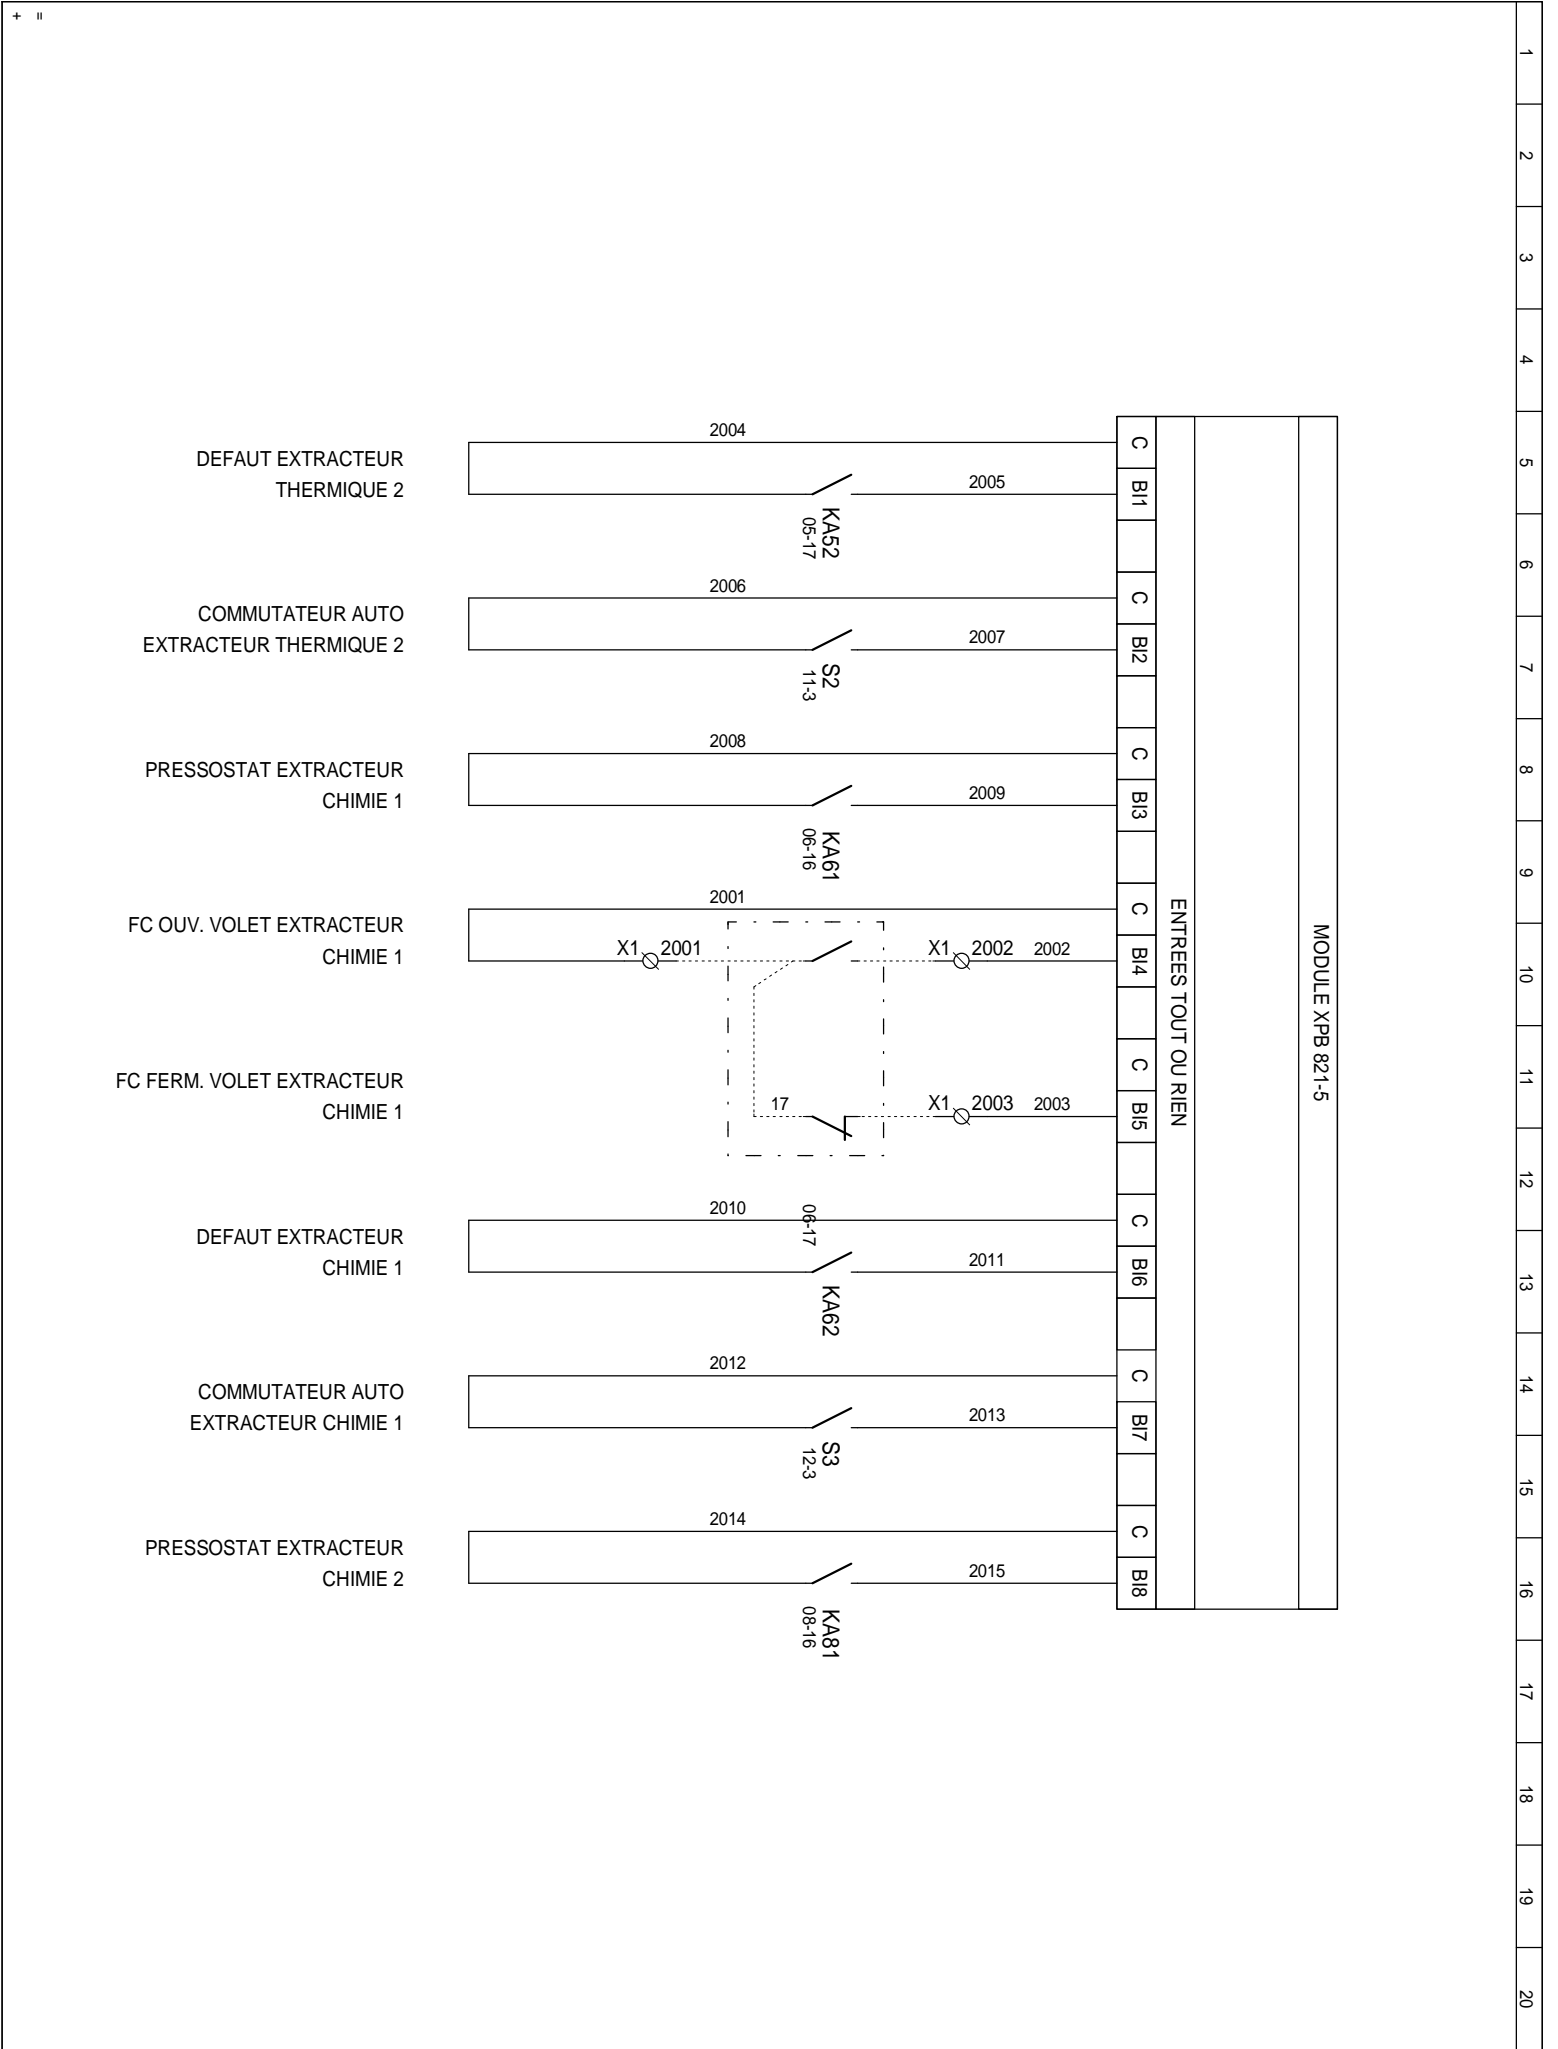 + =
1
2
3
4
5
6
7
8
9
10
11
12
13
14
15
16
17
18
19
20
MODULE XPB 821-5
ENTREES TOUT OU RIEN
C
BI1
C
BI2
C
BI3
C
BI4
C
BI5
C
BI6
C
BI7
C
BI8
2004
2005
KA52
05-17
DEFAUT EXTRACTEUR
THERMIQUE 2
2006
2007
S2
11-3
COMMUTATEUR AUTO
EXTRACTEUR THERMIQUE 2
2008
2009
KA61
06-16
PRESSOSTAT EXTRACTEUR
CHIMIE 1
2001
X1 2001
X1 2002 2002
FC OUV. VOLET EXTRACTEUR
CHIMIE 1
17
X1 2003 2003
FC FERM. VOLET EXTRACTEUR
CHIMIE 1
2010
06-17
2011
KA62
DEFAUT EXTRACTEUR
CHIMIE 1
2012
2013
S3
12-3
COMMUTATEUR AUTO
EXTRACTEUR CHIMIE 1
2014
2015
KA81
08-16
PRESSOSTAT EXTRACTEUR
CHIMIE 2